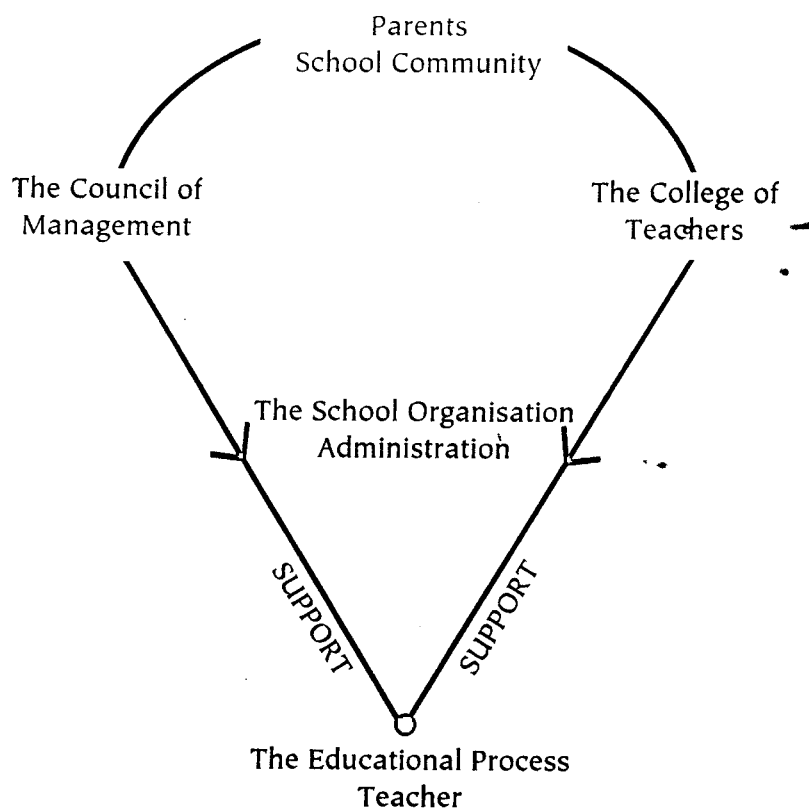 Parents
School Community
The Council of
Management
The College of
Teachers
The School Organisation
Administration
SUPPORT
SUPPORT
The Educational Process
Teacher